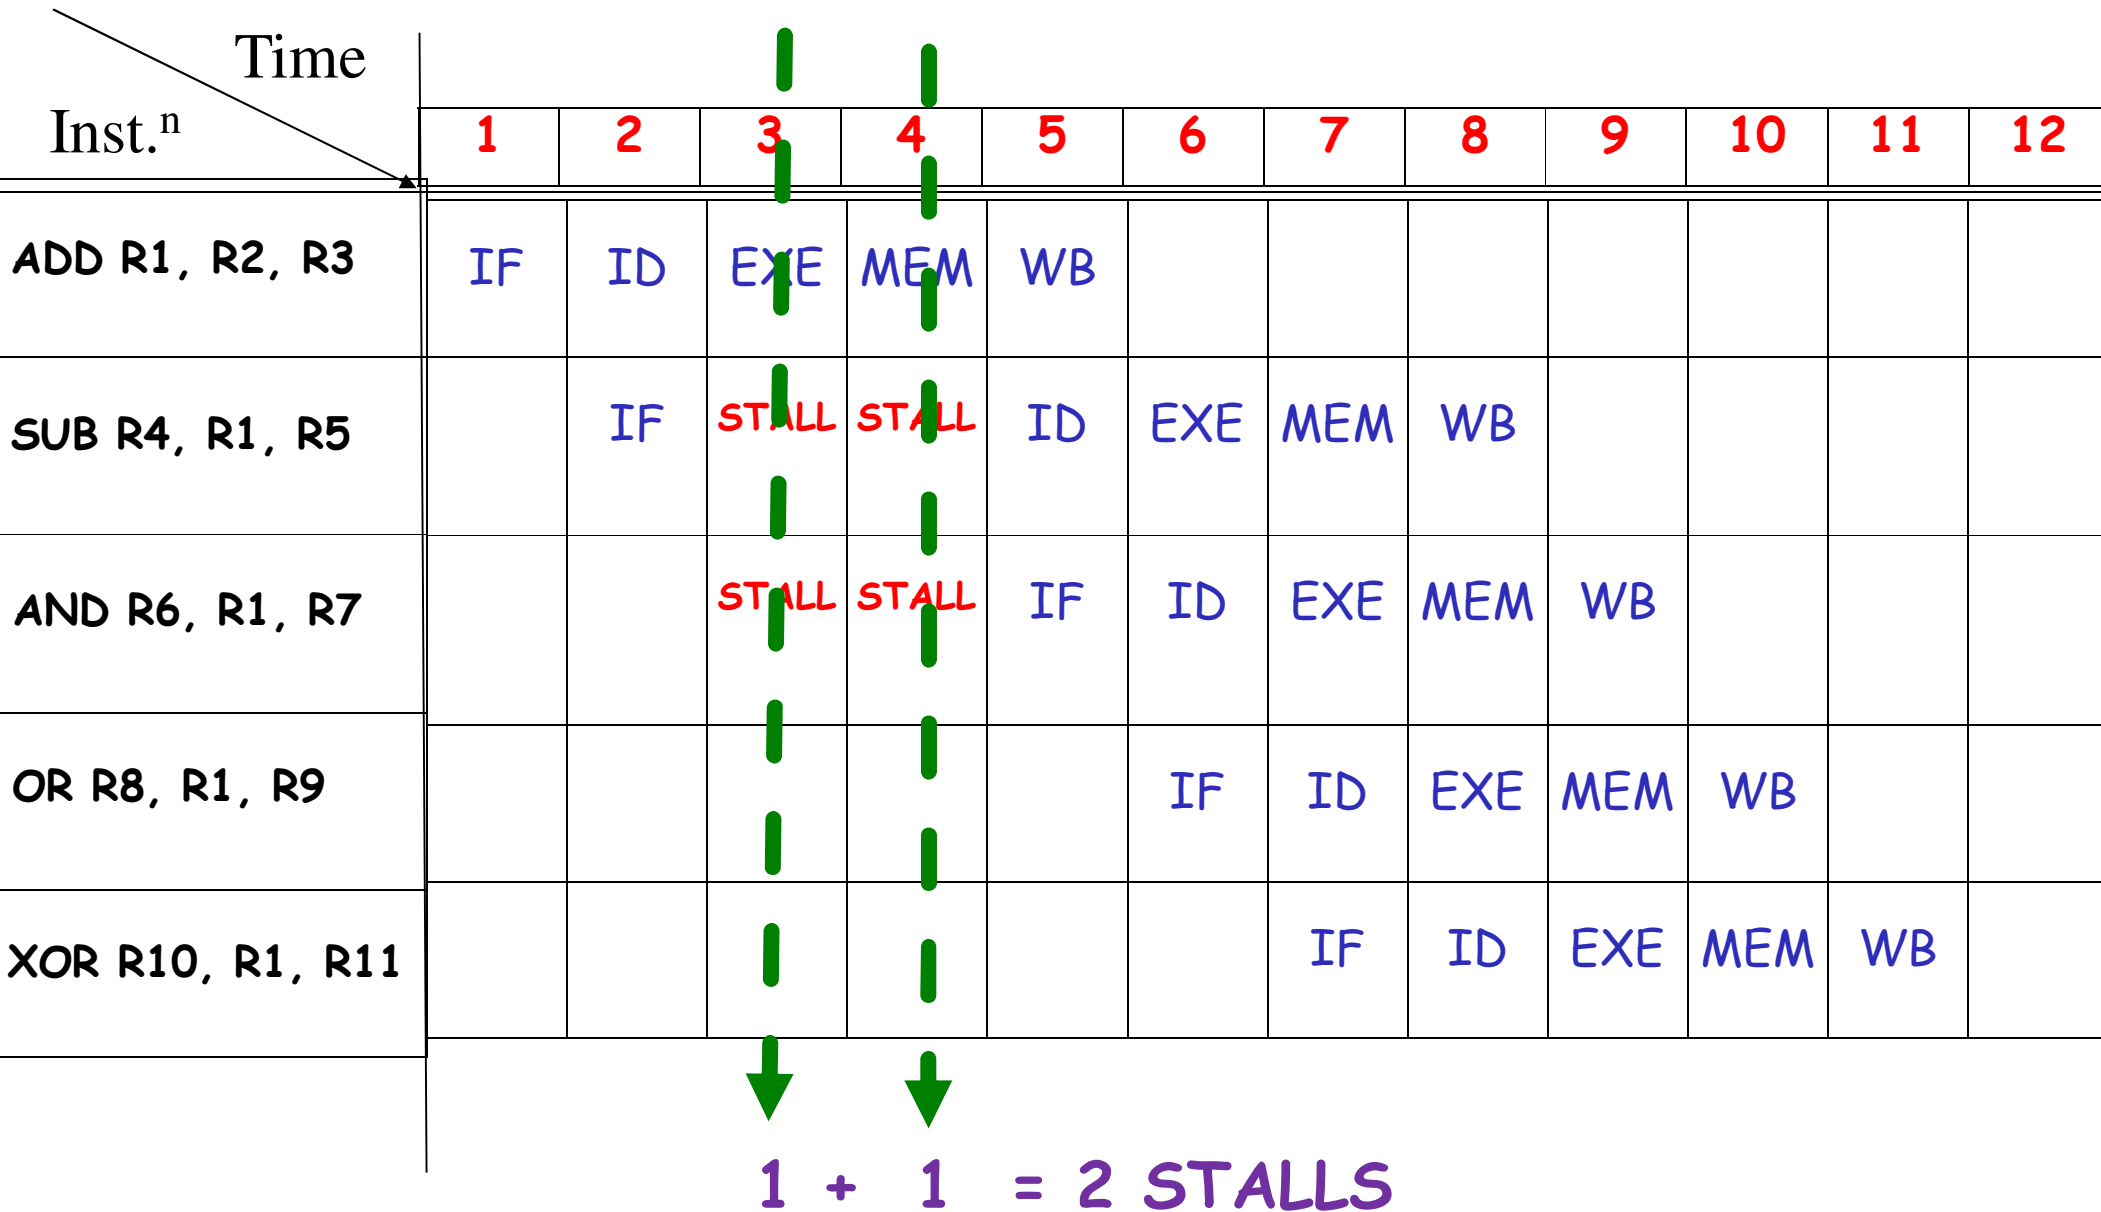 Time
Inst.ⁿ
1 2 3 4 5 6 7 8 9 10 11 12
ADD R1, R2, R3 IF ID EXE MEM WB
SUB R4, R1, R5 IF STALL STALL ID EXE MEM WB
AND R6, R1, R7 STALL STALL IF ID EXE MEM WB
OR R8, R1, R9 IF ID EXE MEM WB
XOR R10, R1, R11 IF ID EXE MEM WB
1 + 1 = 2 STALLS